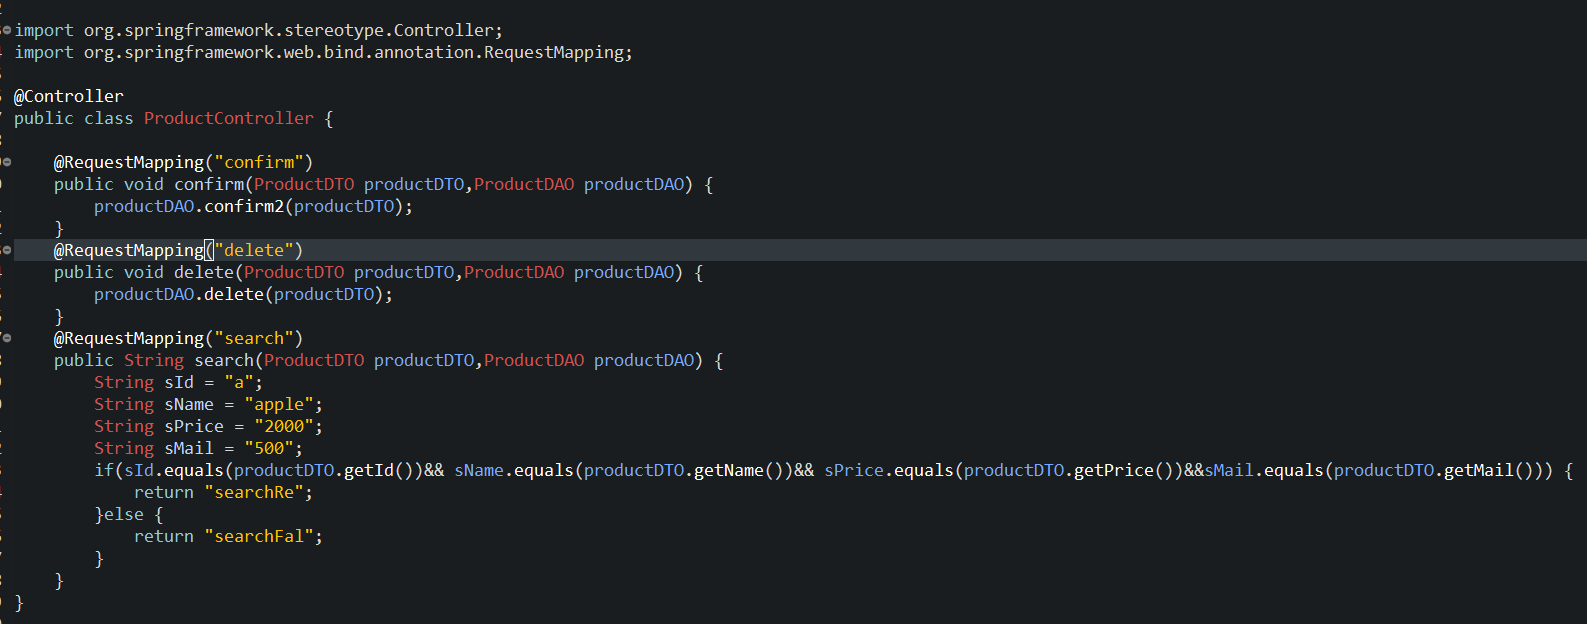 import org.springframework.stereotype.Controller;
import org.springframework.web.bind.annotation.RequestMapping;
@Controller
public class ProductController {
@RequestMapping("confirm")
public void confirm(ProductDTO productDTO,ProductDAO productDAO) {
productDAO.confirm2(productDTO);
}
@RequestMapping("delete")
public void delete(ProductDTO productDTO,ProductDAO productDAO) {
productDAO.delete(productDTO);
}
@RequestMapping("search")
public String search(ProductDTO productDTO,ProductDAO productDAO) {
String sId = "a";
String sName = "apple";
String sPrice = "2000";
String sMail = "500";
if(sId.equals(productDTO.getId())&& sName.equals(productDTO.getName())&& sPrice.equals(productDTO.getPrice())&&sMail.equals(productDTO.getMail())) {
return "searchRe";
}else {
return "searchFal";
}
}
}